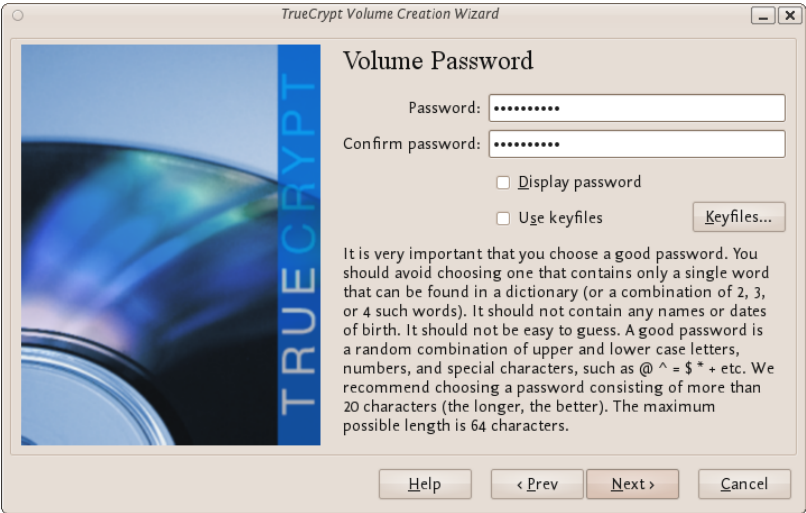 TrueCrypt Volume Creation Wizard
TRUECRYPT
Volume Password
Password: ••••••••••
Confirm password: ••••••••••
Display password
Use keyfiles
Keyfiles...
It is very important that you choose a good password. You
should avoid choosing one that contains only a single word
that can be found in a dictionary (or a combination of 2, 3,
or 4 such words). It should not contain any names or dates
of birth. It should not be easy to guess. A good password is
a random combination of upper and lower case letters,
numbers, and special characters, such as @ ^ = $ * + etc. We
recommend choosing a password consisting of more than
20 characters (the longer, the better). The maximum
possible length is 64 characters.
Help
< Prev
Next >
Cancel